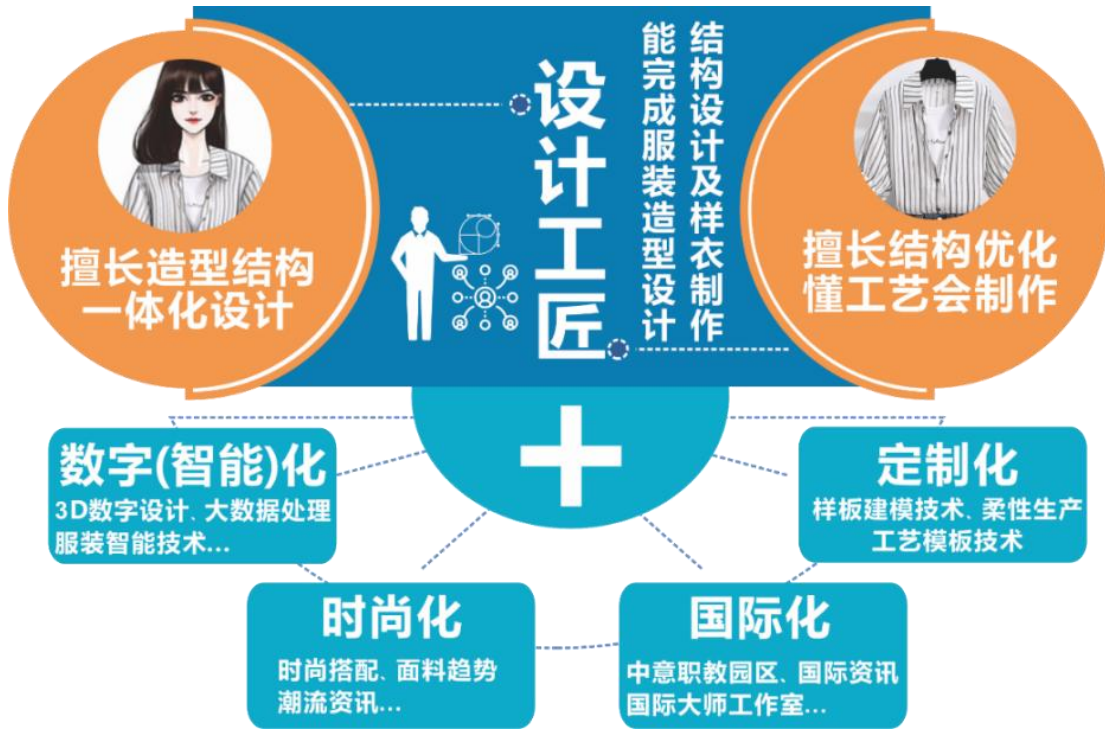 擅长造型结构
一体化设计
设计工匠
能完成服装造型设计
结构设计及样衣制作
擅长结构优化
懂工艺会制作
数字(智能)化
3D数字设计、大数据处理
服装智能技术...
时尚化
时尚搭配、面料趋势
潮流资讯...
国际化
中意职教园区、国际资讯
国际大师工作室...
定制化
样板建模技术、柔性生产
工艺模板技术